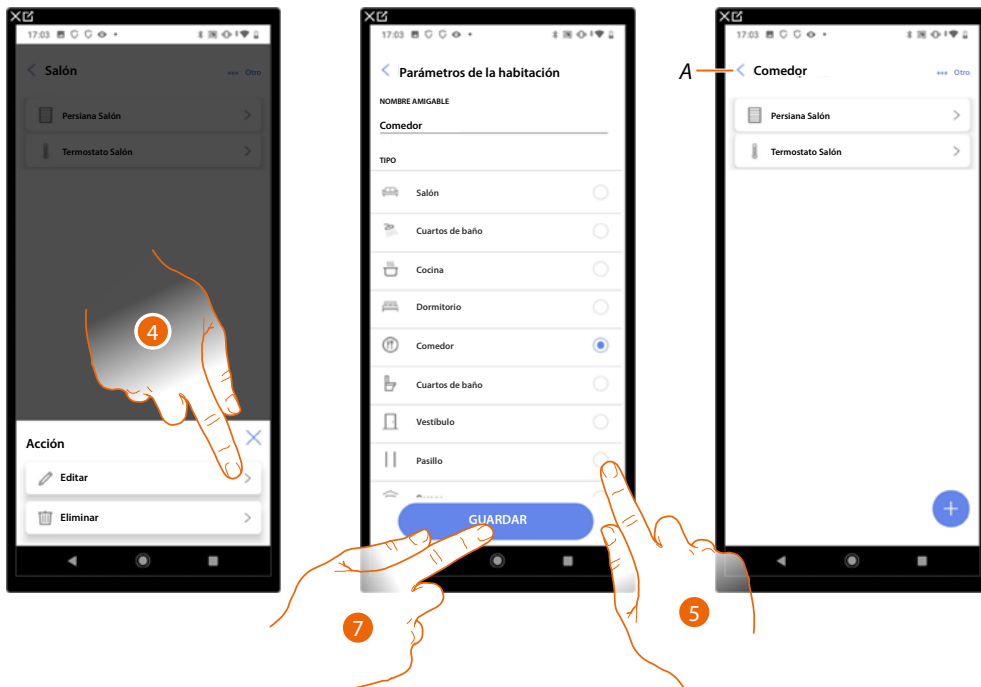 17:03
Salón
Otro
Persiana Salón
Termostato Salón
4
Acción
Editar
Eliminar
17:03
Parámetros de la habitación
NOMBRE AMIGABLE
Comedor
TIPO
Salón
Cuartos de baño
Cocina
Dormitorio
Comedor
Cuartos de baño
Vestíbulo
Pasillo
GUARDAR
7
5
17:03
A
Comedor
Otro
Persiana Salón
Termostato Salón